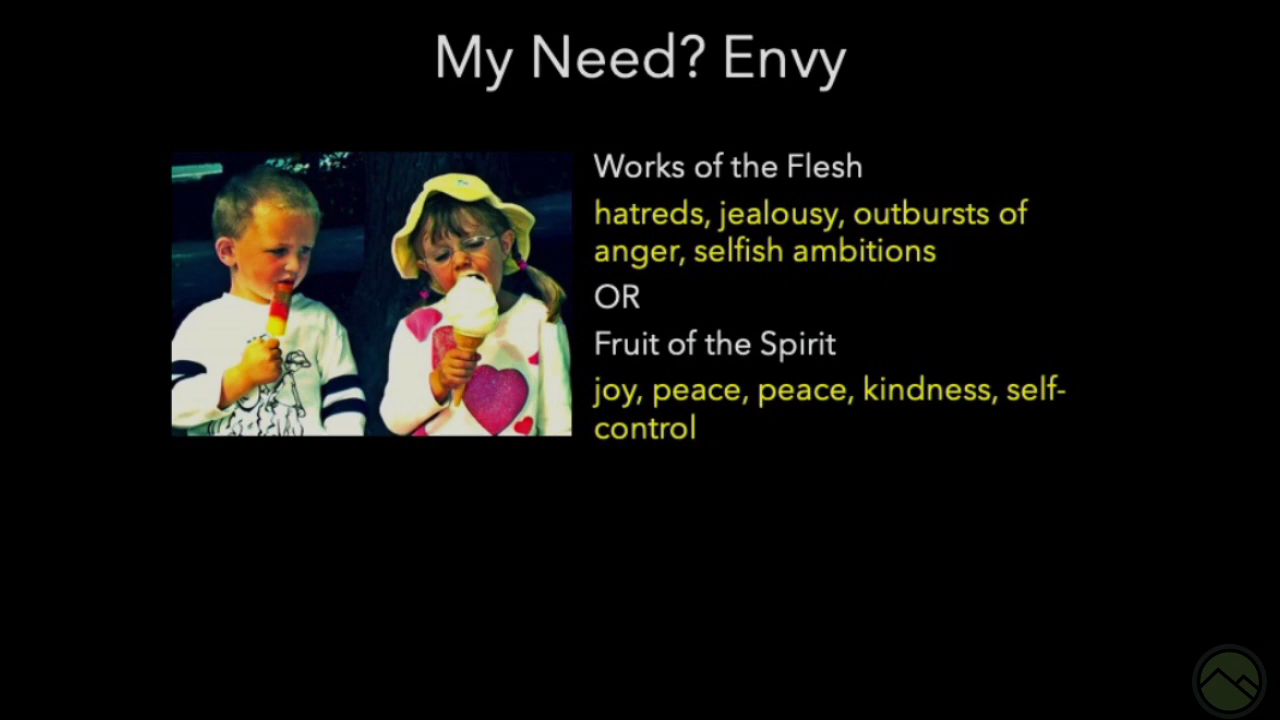 My Need? Envy
Works of the Flesh
hatreds, jealousy, outbursts of
anger, selfish ambitions
OR
Fruit of the Spirit
joy, peace, peace, kindness, self-
control